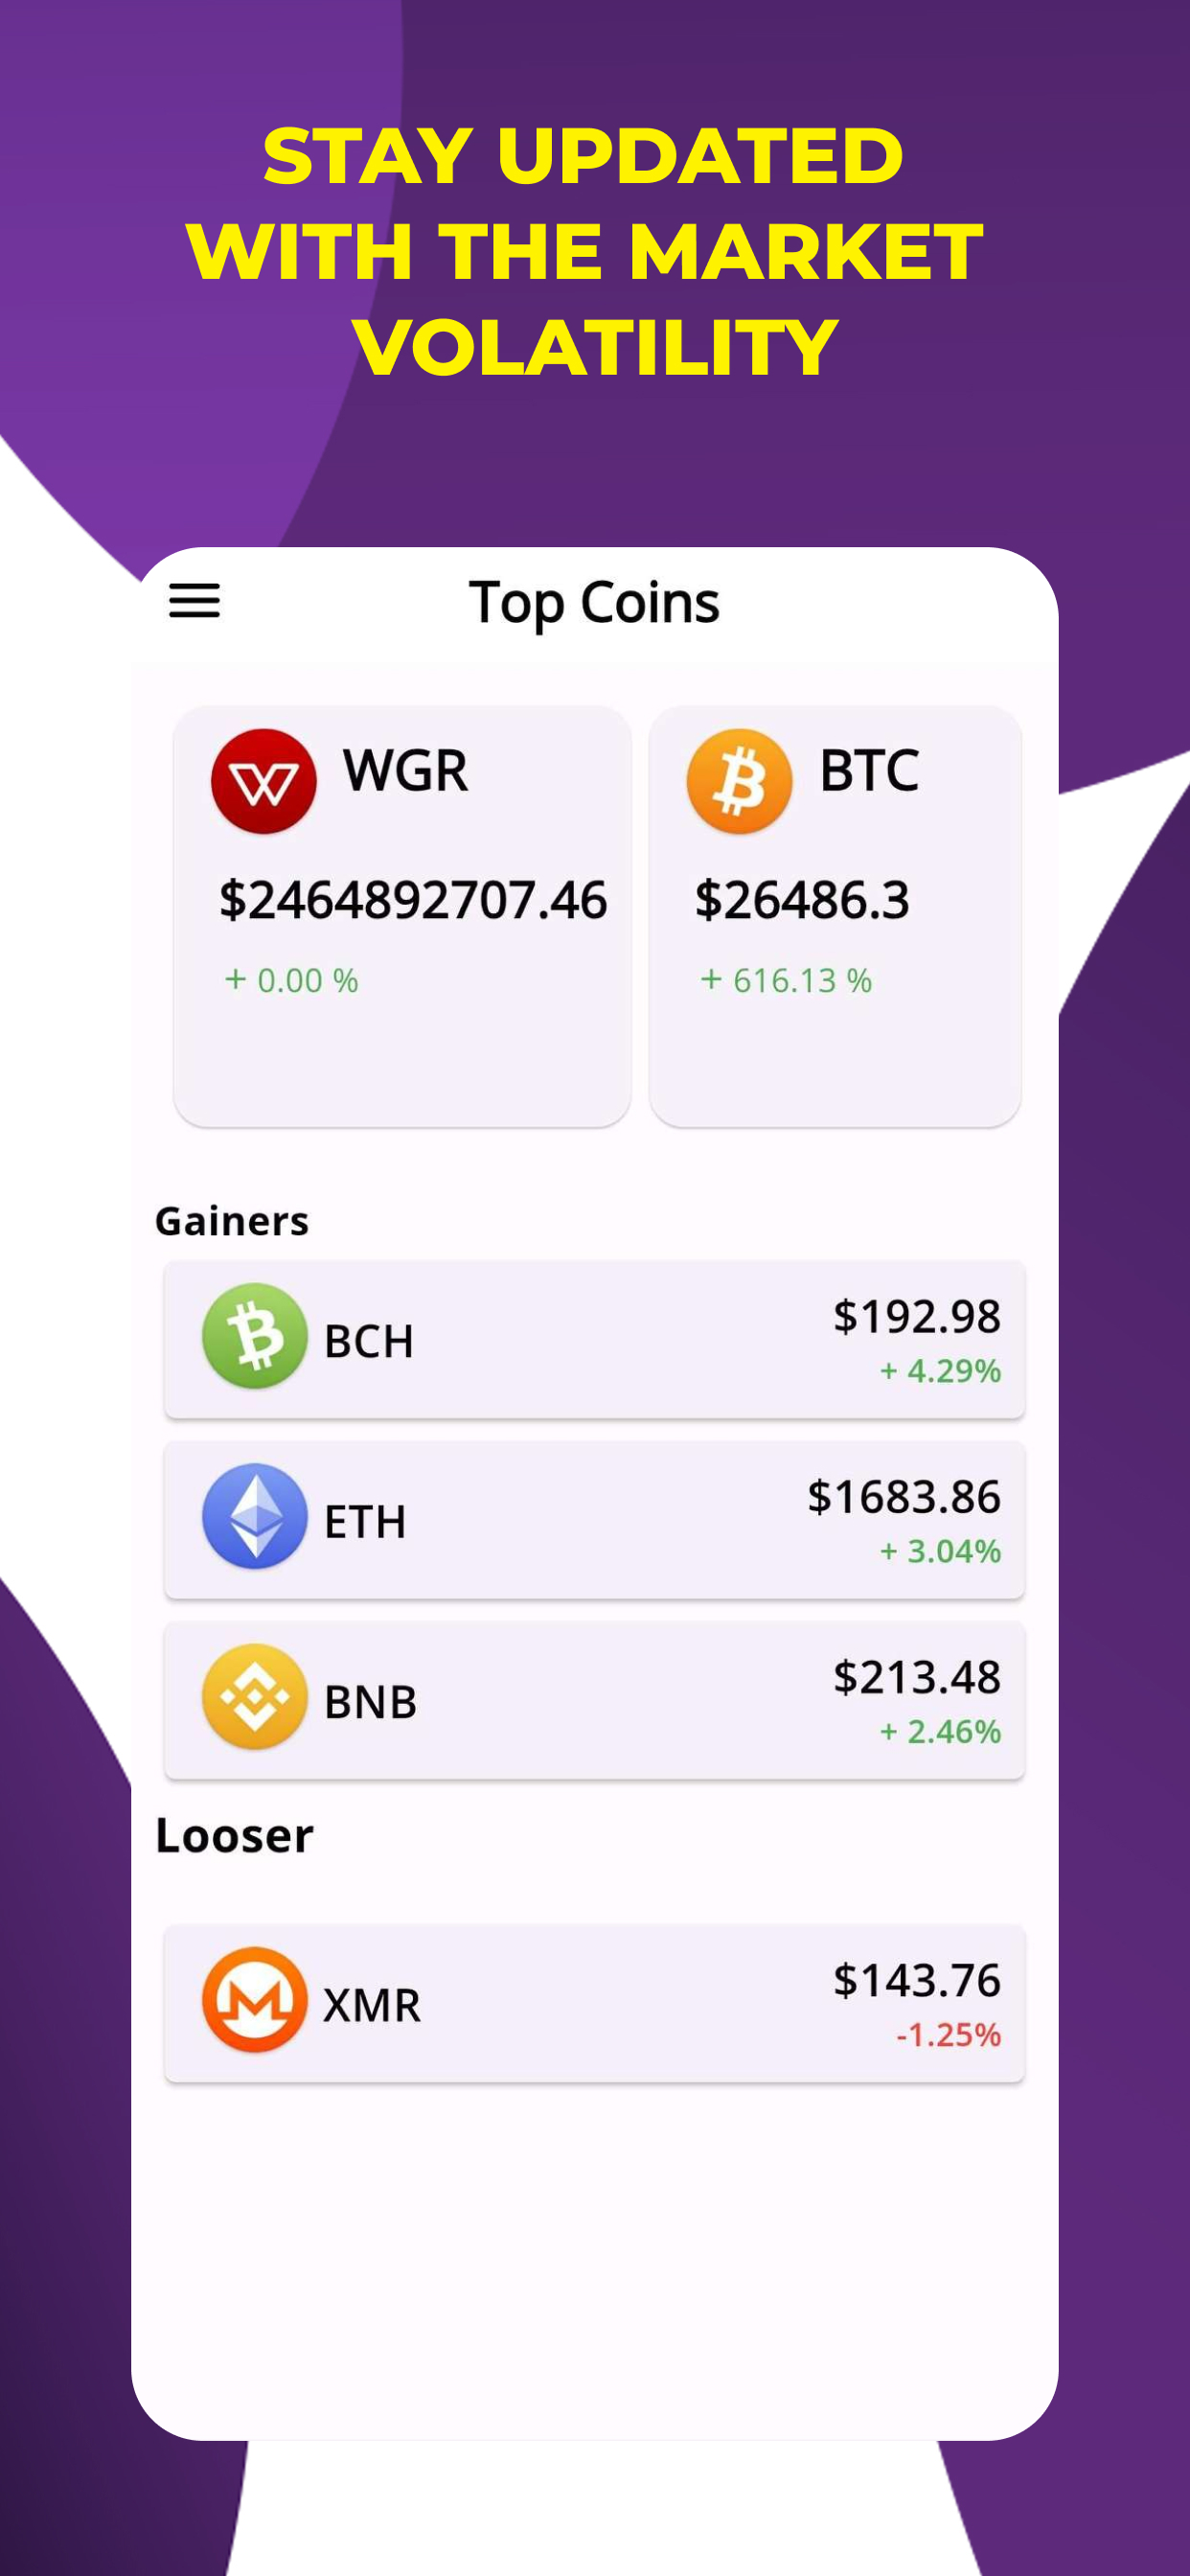 STAY UPDATED
WITH THE MARKET
VOLATILITY
Top Coins
WGR
$2464892707.46
+ 0.00 %
BTC
$26486.3
+ 616.13 %
Gainers
BCH
$192.98
+ 4.29%
ETH
$1683.86
+ 3.04%
BNB
$213.48
+ 2.46%
Looser
XMR
$143.76
-1.25%